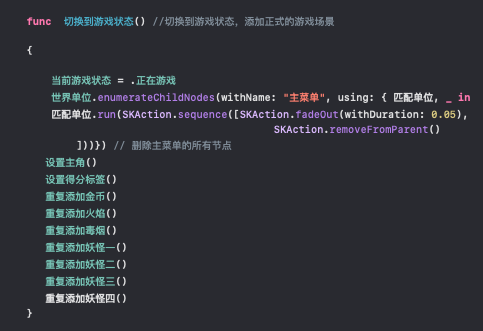 func 切换到游戏状态() //切换到游戏状态，添加正式的游戏场景
{
当前游戏状态 = .正在游戏
世界单位.enumerateChildNodes(withName: "主菜单", using: { 匹配单位, _ in
匹配单位.run(SKAction.sequence([SKAction.fadeOut(withDuration: 0.05),
SKAction.removeFromParent()
]))}) // 删除主菜单的所有节点
设置主角()
设置得分标签()
重复添加金币()
重复添加火焰()
重复添加毒烟()
重复添加妖怪一()
重复添加妖怪二()
重复添加妖怪三()
重复添加妖怪四()
}